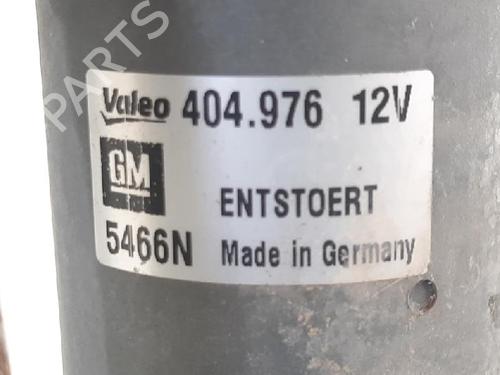 PARTS
Valeo 404.976 12V
GM
ENTSTOERT
5466N Made in Germany